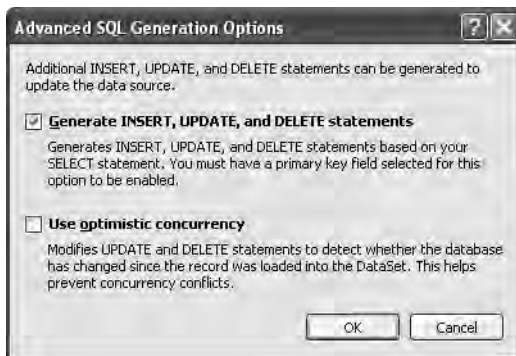 Advanced SQL Generation Options
Additional INSERT, UPDATE, and DELETE statements can be generated to
update the data source.
Generate INSERT, UPDATE, and DELETE statements
Generates INSERT, UPDATE, and DELETE statements based on your
SELECT statement. You must have a primary key field selected for this
option to be enabled.
Use optimistic concurrency
Modifies UPDATE and DELETE statements to detect whether the database
has changed since the record was loaded into the DataSet. This helps
prevent concurrency conflicts.
OK Cancel